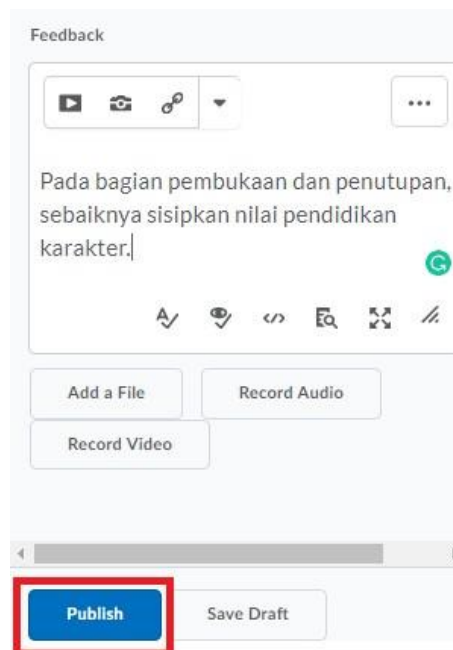 Feedback
Pada bagian pembukaan dan penutupan,
sebaiknya sisipkan nilai pendidikan
karakter.
Add a File
Record Audio
Record Video
Publish
Save Draft